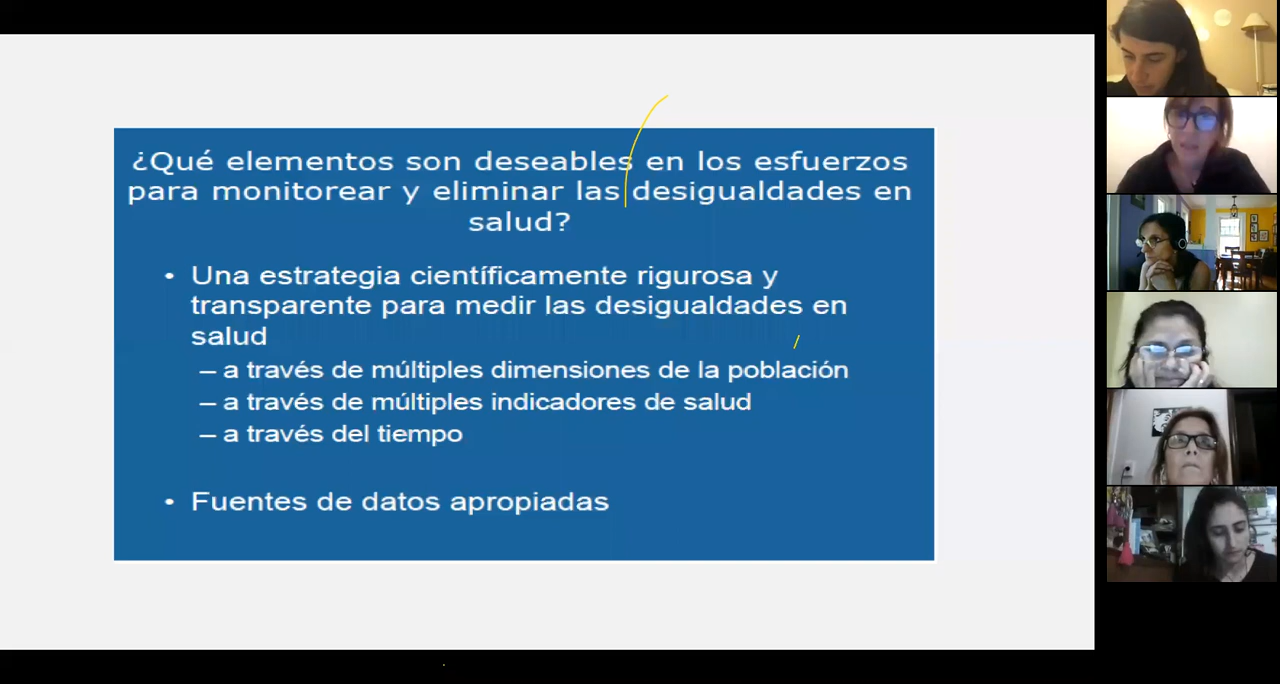 ¿Qué elementos son deseables en los esfuerzos
para monitorear y eliminar las desigualdades en
salud?
• Una estrategia científicamente rigurosa y
transparente para medir las desigualdades en
salud
– a través de múltiples dimensiones de la población
– a través de múltiples indicadores de salud
– a través del tiempo
• Fuentes de datos apropiadas